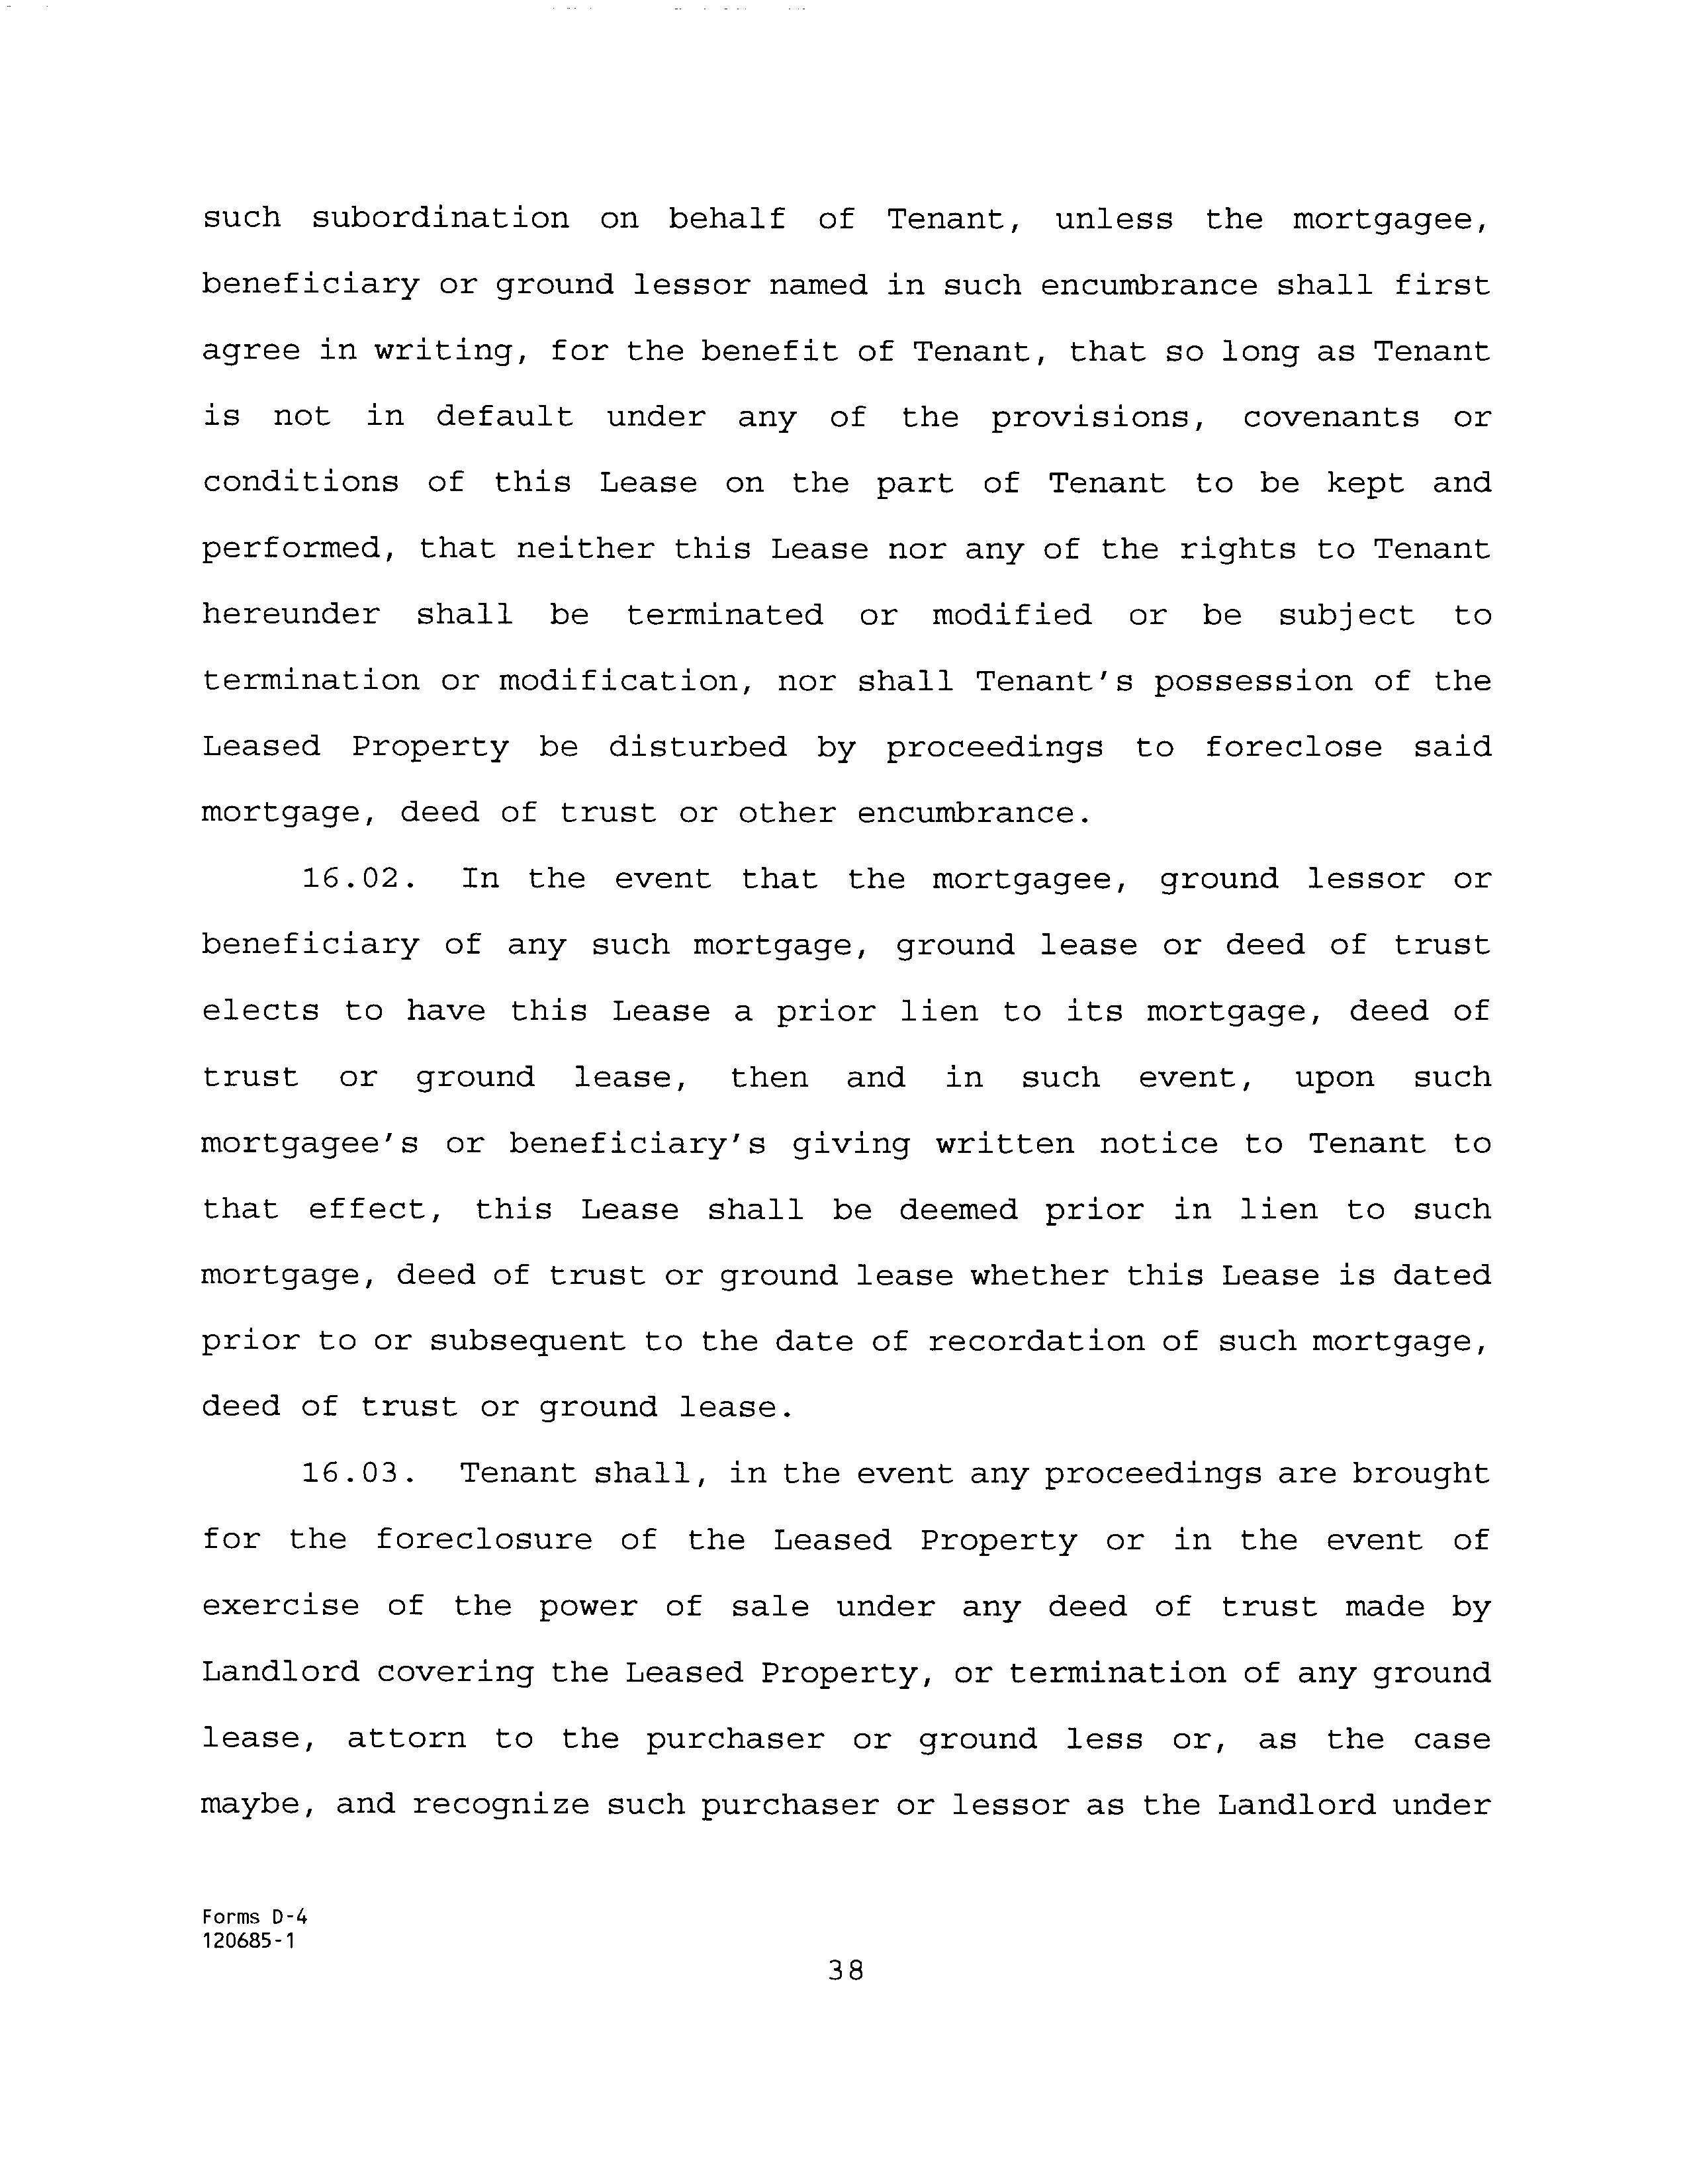 such subordination on behalf of Tenant, unless the mortgagee,
beneficiary or ground lessor named in such encumbrance shall first
agree in writing, for the benefit of Tenant, that so long as Tenant
is not in default under any of the provisions, covenants or
conditions of this Lease on the part of Tenant to be kept and
performed, that neither this Lease nor any of the rights to Tenant
hereunder shall be terminated or modified or be subject to
termination or modification, nor shall Tenant's possession of the
Leased Property be disturbed by proceedings to foreclose said
mortgage, deed of trust or other encumbrance.
16.02. In the event that the mortgagee, ground lessor or
beneficiary of any such mortgage, ground lease or deed of trust
elects to have this Lease a prior lien to its mortgage, deed of
trust or ground lease, then and in such event, upon such
mortgagee's or beneficiary's giving written notice to Tenant to
that effect, this Lease shall be deemed prior in lien to such
mortgage, deed of trust or ground lease whether this Lease is dated
prior to or subsequent to the date of recordation of such mortgage,
deed of trust or ground lease.
16.03. Tenant shall, in the event any proceedings are brought
for the foreclosure of the Leased Property or in the event of
exercise of the power of sale under any deed of trust made by
Landlord covering the Leased Property, or termination of any ground
lease, attorn to the purchaser or ground less or, as the case
maybe, and recognize such purchaser or lessor as the Landlord under
Forms D-4
120685-1
38